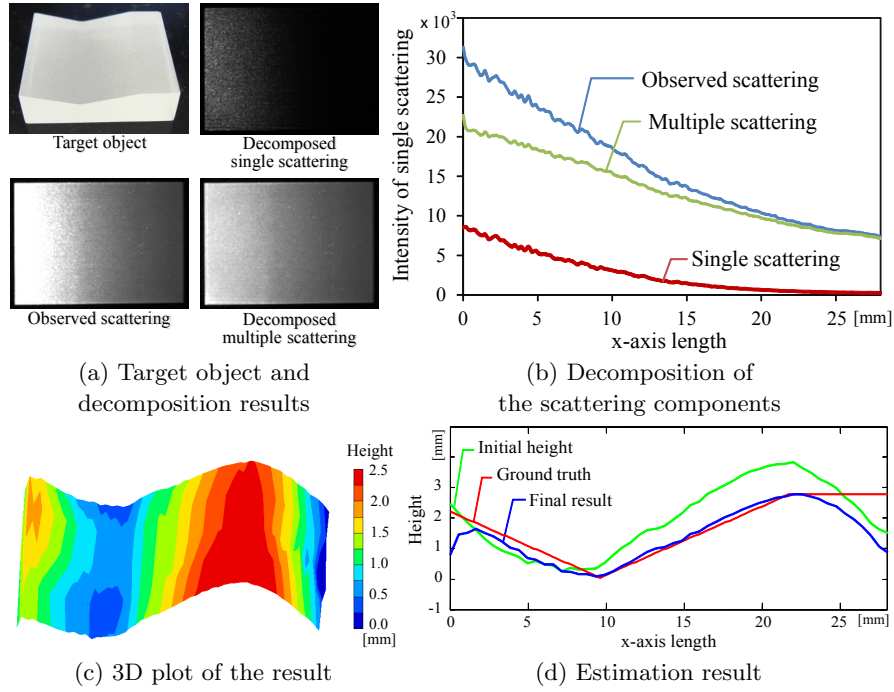 Target object
Decomposed
single scattering
Observed scattering
Decomposed
multiple scattering
(a) Target object and
decomposition results
× 10³
35
30
25
20
15
10
5
0
Intensity of single scattering
Observed scattering
Multiple scattering
Single scattering
0 5 10 15 20 25 [mm]
x-axis length
(b) Decomposition of
the scattering components
Height
2.5
2.0
1.5
1.0
0.5
0.0
[mm]
(c) 3D plot of the result
[mm]
4
3
2
1
0
-1
Height
Initial height
Ground truth
Final result
0 5 10 15 20 25 [mm]
x-axis length
(d) Estimation result